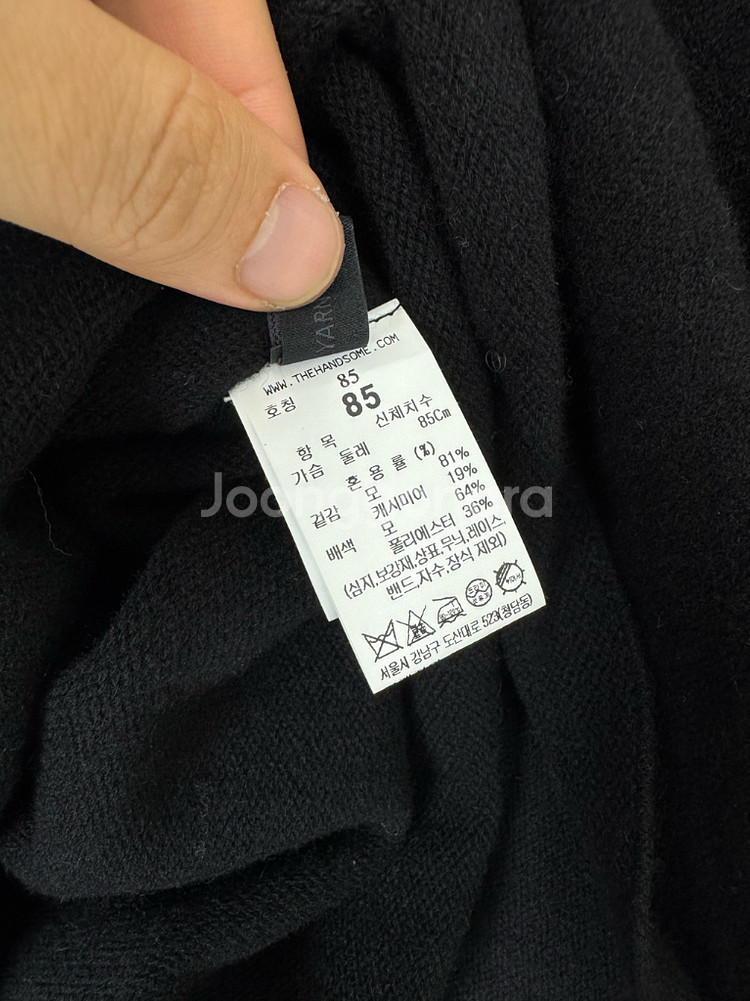 YARN
WWW.THEHANDSOME.COM
85
호칭 85
항 목 신체치수
가슴 둘레 85Cm
혼 용 률 (%)
겉감 모 81%
캐시미어 19%
배색 모 64%
폴리에스터 36%
(심지,보강재,상표,무늬,레이스,
밴드,자수,장식 제외)
서울시 강남구 도산대로 523(청담동)